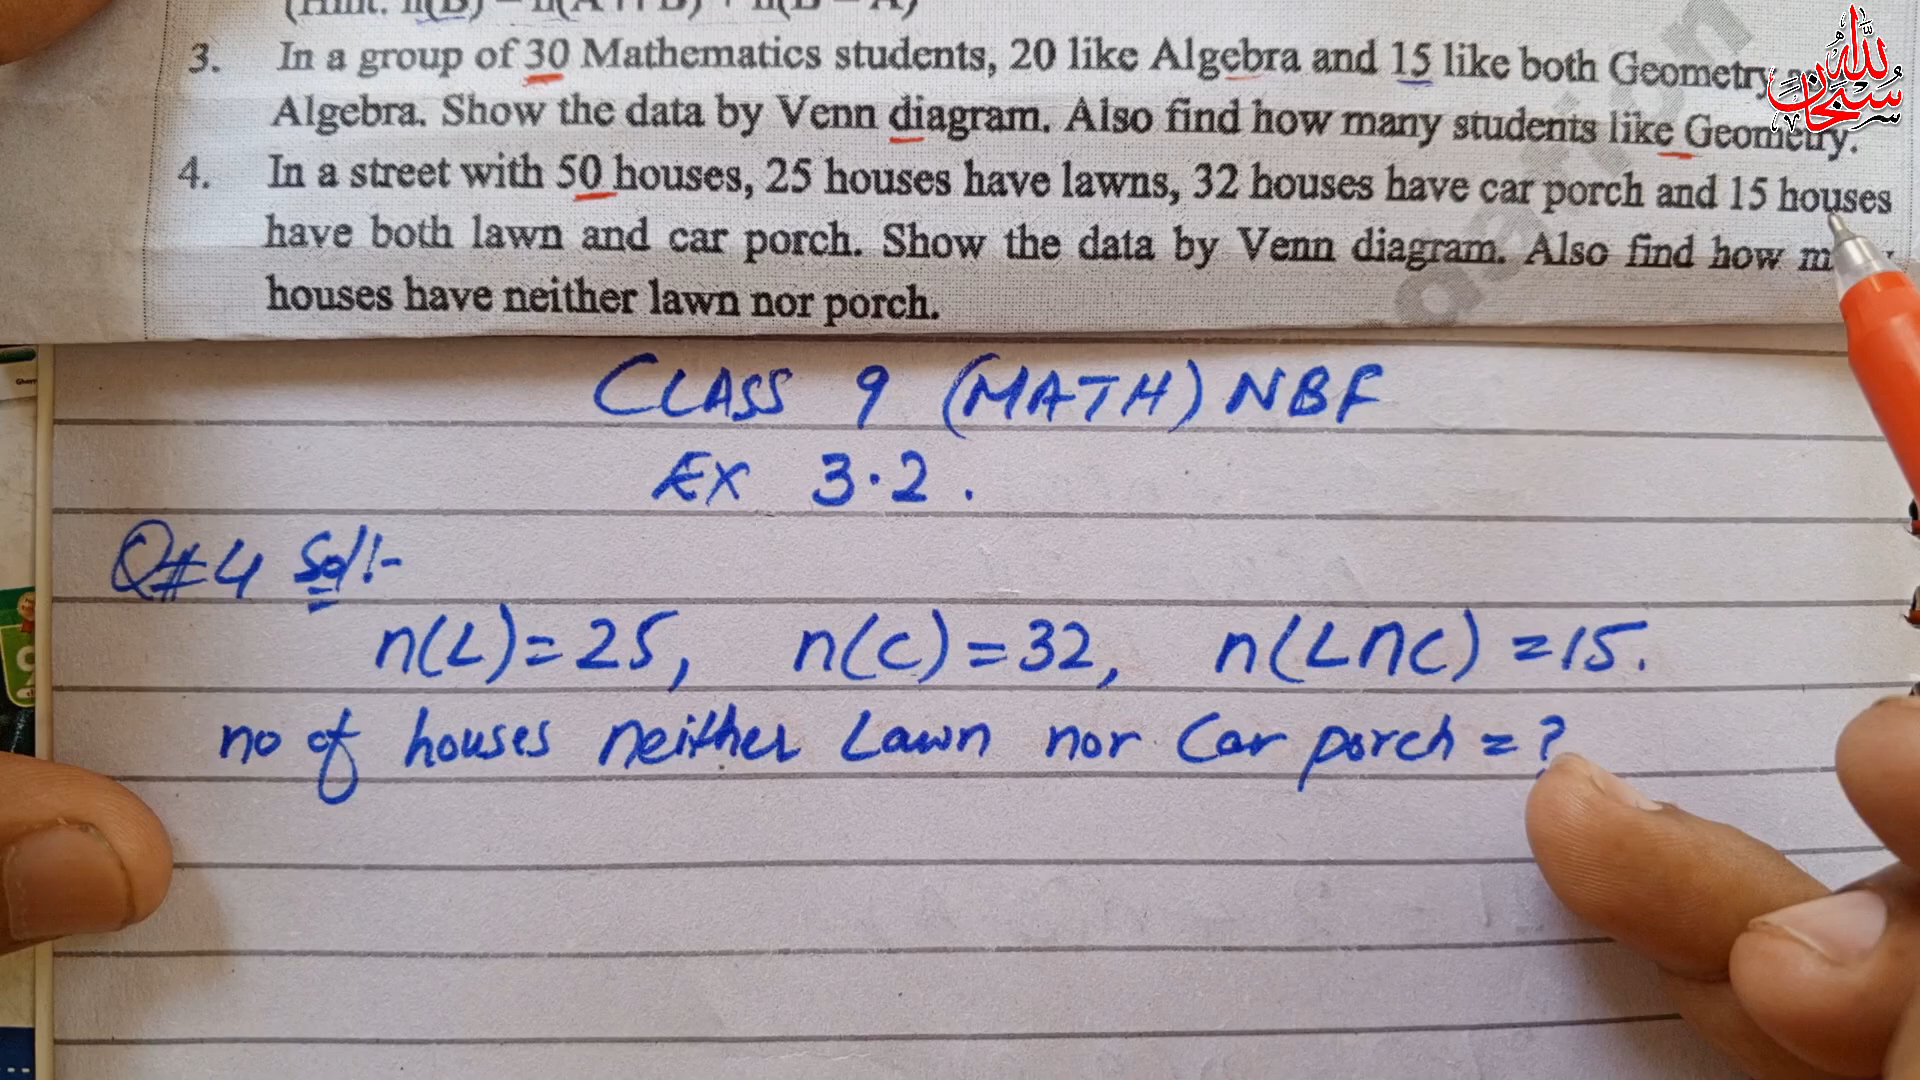 (Hint: n(B) = n(A ∩ B) + n(B − A)
3. In a group of 30 Mathematics students, 20 like Algebra and 15 like both Geometry
Algebra. Show the data by Venn diagram. Also find how many students like Geometry.
4. In a street with 50 houses, 25 houses have lawns, 32 houses have car porch and 15 houses
have both lawn and car porch. Show the data by Venn diagram. Also find how
houses have neither lawn nor porch.
سُبْحَانَ اللّٰه
CLASS 9 (MATH) NBF
EX 3.2.
Q#4 Sol:-
n(L)=25, n(C)=32, n(L∩C)=15.
no of houses neither Lawn nor Car porch=?